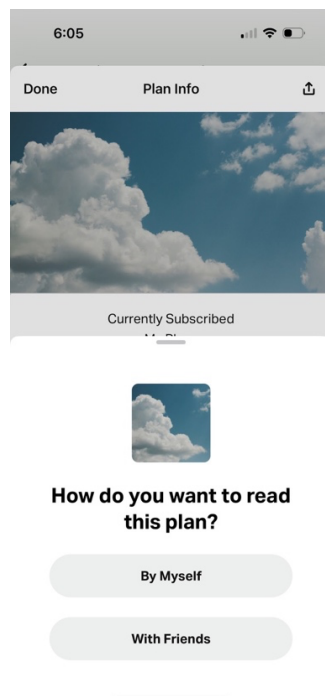 6:05
Done Plan Info
Currently Subscribed
How do you want to read
this plan?
By Myself
With Friends